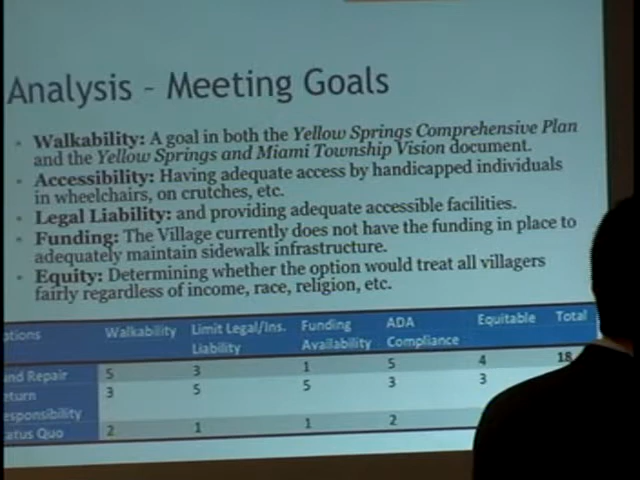 Analysis - Meeting Goals
Walkability: A goal in both the Yellow Springs Comprehensive Plan
and the Yellow Springs and Miami Township Vision document.
Accessibility: Having adequate access by handicapped individuals
in wheelchairs, on crutches, etc.
Legal Liability: and providing adequate accessible facilities.
Funding: The Village currently does not have the funding in place to
adequately maintain sidewalk infrastructure.
Equity: Determining whether the option would treat all villagers
fairly regardless of income, race, religion, etc.
ptions Walkability Limit Legal/Ins. Liability Funding Availability ADA Compliance Equitable Total
nd Repair 5 3 1 5 4 18
eturn 3 5 5 3 3
esponsibility
atus Quo 2 1 1 2